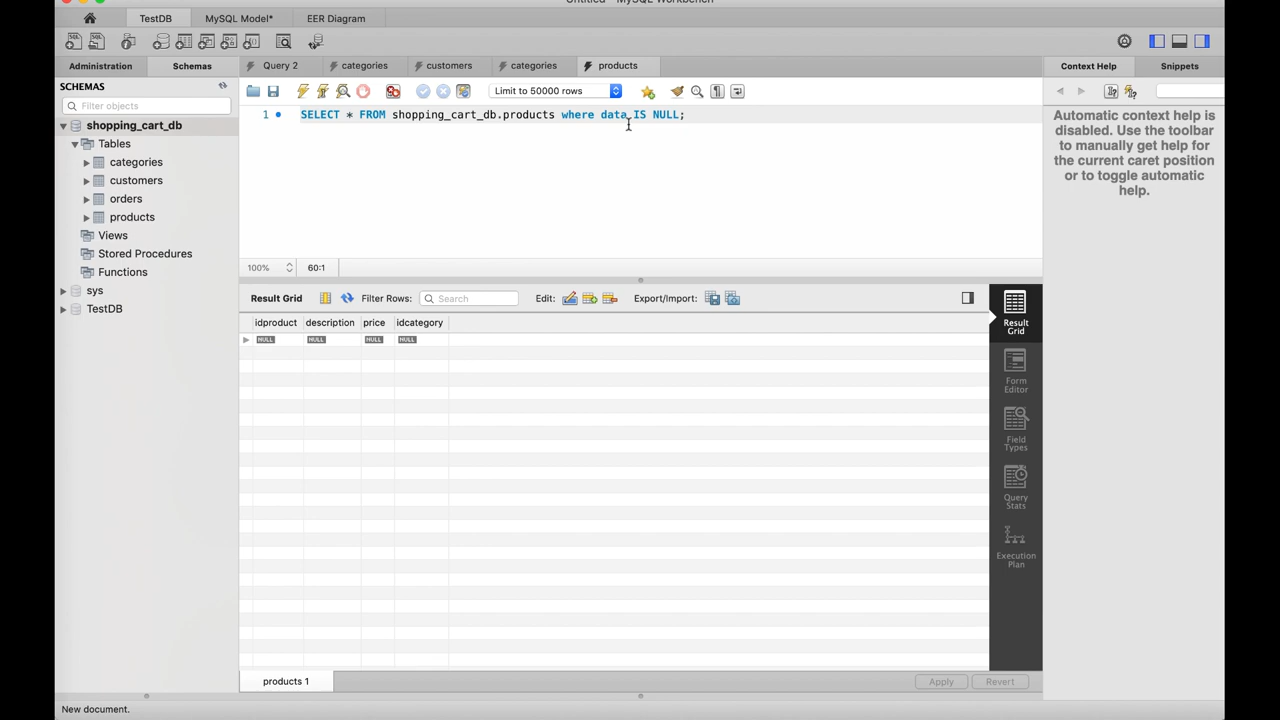 Untitled - MySQL Workbench
TestDB
MySQL Model*
EER Diagram
Administration
Schemas
Query 2
categories
customers
categories
products
Context Help
Snippets
SCHEMAS
Filter objects
shopping_cart_db
Tables
categories
customers
orders
products
Views
Stored Procedures
Functions
sys
TestDB
Limit to 50000 rows
1
SELECT * FROM shopping_cart_db.products where data IS NULL;
100%
60:1
Automatic context help is
disabled. Use the toolbar
to manually get help for
the current caret position
or to toggle automatic
help.
Result Grid
Filter Rows:
Search
Edit:
Export/Import:
idproduct description price idcategory
NULL NULL NULL NULL
Result
Grid
Form
Editor
Field
Types
Query
Stats
Execution
Plan
products 1
Apply
Revert
New document.